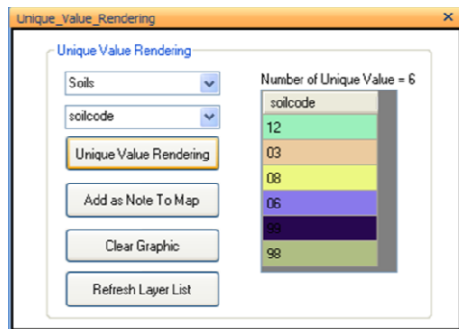 Unique_Value_Rendering
Unique Value Rendering
Soils
soilcode
Unique Value Rendering
Add as Note To Map
Clear Graphic
Refresh Layer List
Number of Unique Value = 6
soilcode
12
03
08
06
99
98